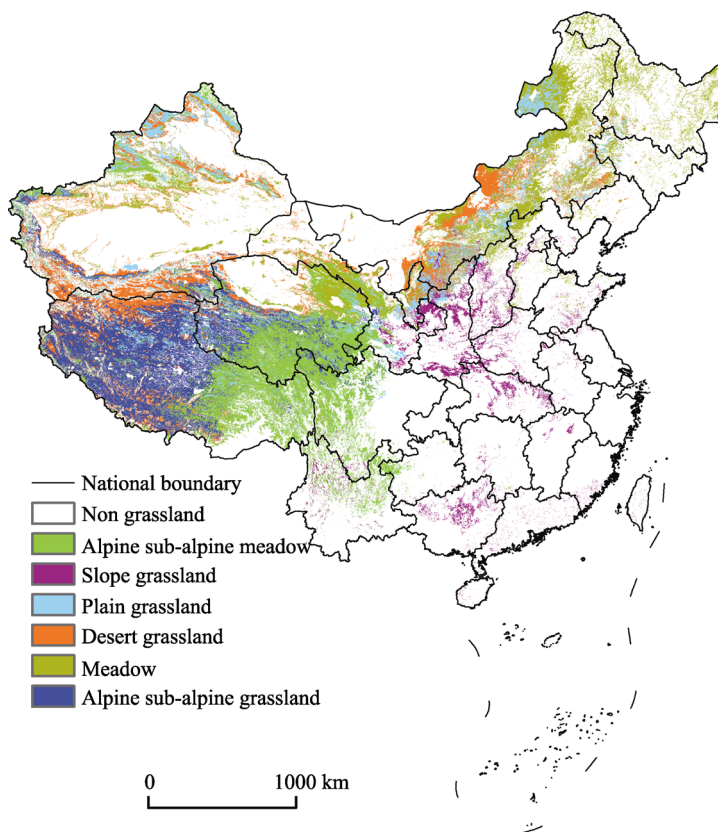 National boundary
Non grassland
Alpine sub-alpine meadow
Slope grassland
Plain grassland
Desert grassland
Meadow
Alpine sub-alpine grassland
0 1000 km